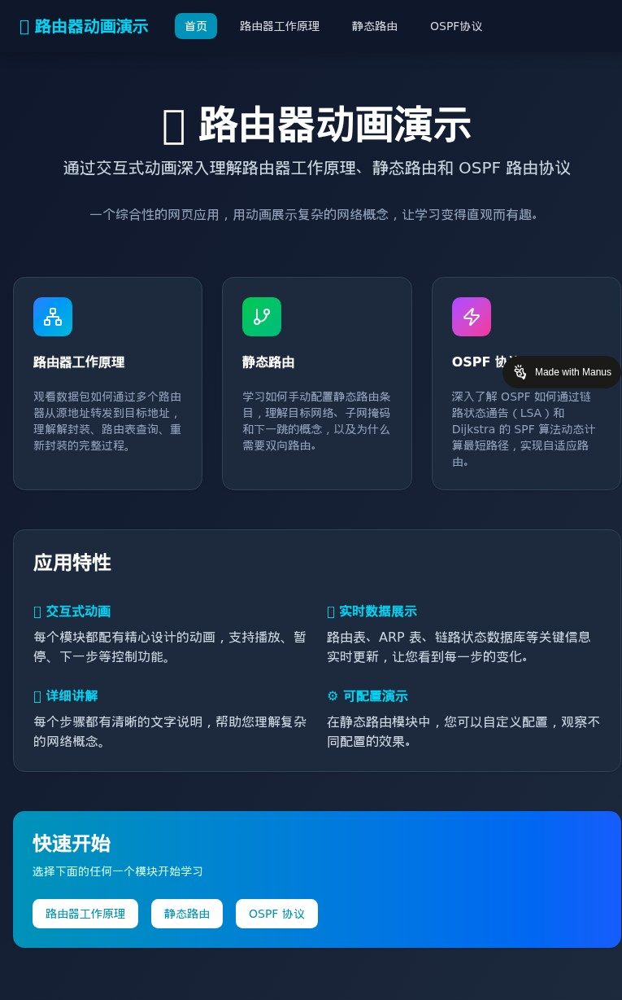 路由器动画演示 首页 路由器工作原理 静态路由 OSPF协议
路由器动画演示
通过交互式动画深入理解路由器工作原理、静态路由和 OSPF 路由协议
一个综合性的网页应用，用动画展示复杂的网络概念，让学习变得直观而有趣。
路由器工作原理
观看数据包如何通过多个路由
器从源地址转发到目标地址，
理解解封装、路由表查询、重
新封装的完整过程。
静态路由
学习如何手动配置静态路由条
目，理解目标网络、子网掩码
和下一跳的概念，以及为什么
需要双向路由。
OSPF 协
Made with Manus
深入了解 OSPF 如何通过链
路状态通告（LSA）和
Dijkstra 的 SPF 算法动态计
算最短路径，实现自适应路
由。
应用特性
交互式动画
每个模块都配有精心设计的动画，支持播放、暂
停、下一步等控制功能。
实时数据展示
路由表、ARP 表、链路状态数据库等关键信息
实时更新，让您看到每一步的变化。
详细讲解
每个步骤都有清晰的文字说明，帮助您理解复杂
的网络概念。
⚙ 可配置演示
在静态路由模块中，您可以自定义配置，观察不
同配置的效果。
快速开始
选择下面的任何一个模块开始学习
路由器工作原理 静态路由 OSPF 协议